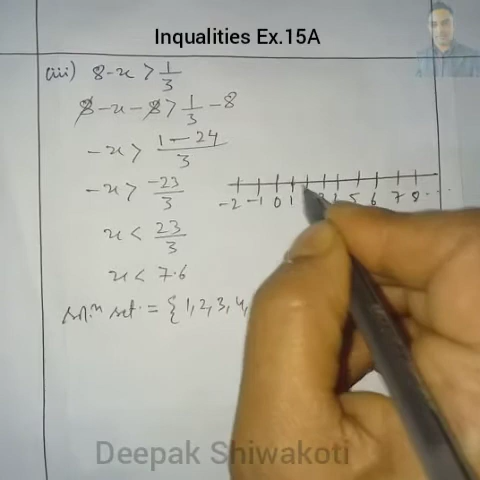 Inqualities Ex.15A
(iii) 8-x > 1/3
8-x-8 > 1/3 -8
-x > 1-24/3
-x > -23/3
x < 23/3
x < 7.6
-2 -1 0 1 5 6 7 8 ...
sol.n set. = { 1, 2, 3, 4,
Deepak Shiwakoti